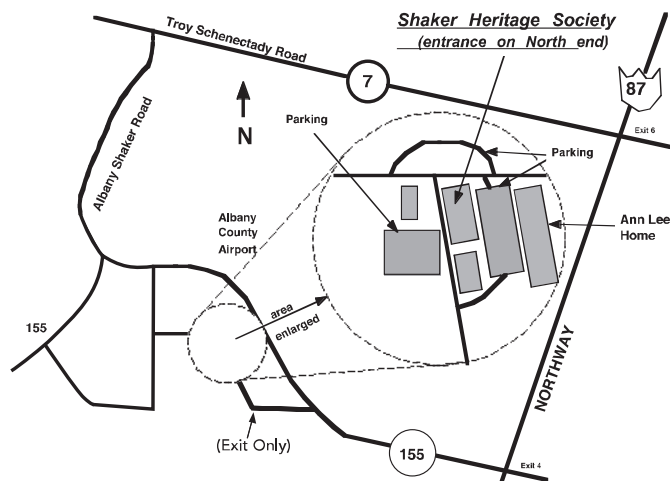 Shaker Heritage Society
(entrance on North end)
Troy Schenectady Road
7
87
Exit 6
N
Albany Shaker Road
Parking
Parking
Ann Lee
Home
Albany
County
Airport
area
enlarged
155
NORTHWAY
(Exit Only)
155
Exit 4